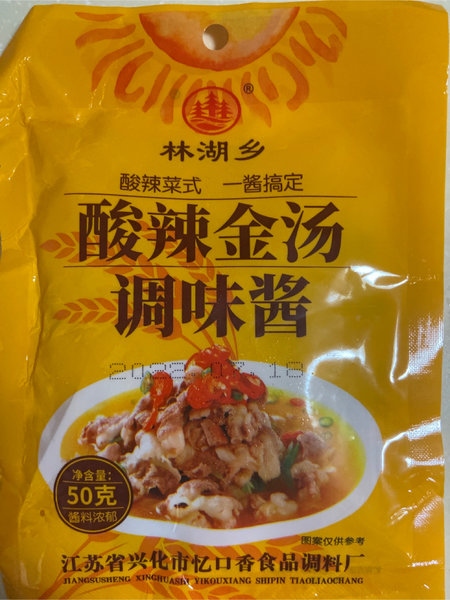 ®
林湖乡
酸辣菜式 一酱搞定
酸辣金汤
调味酱
净含量:
50克
酱料浓郁
图案仅供参考
江苏省兴化市忆口香食品调料厂
JIANGSUSHENG XINGHUASHI YIKOUXIANG SHIPIN TIAOLIAOCHANG